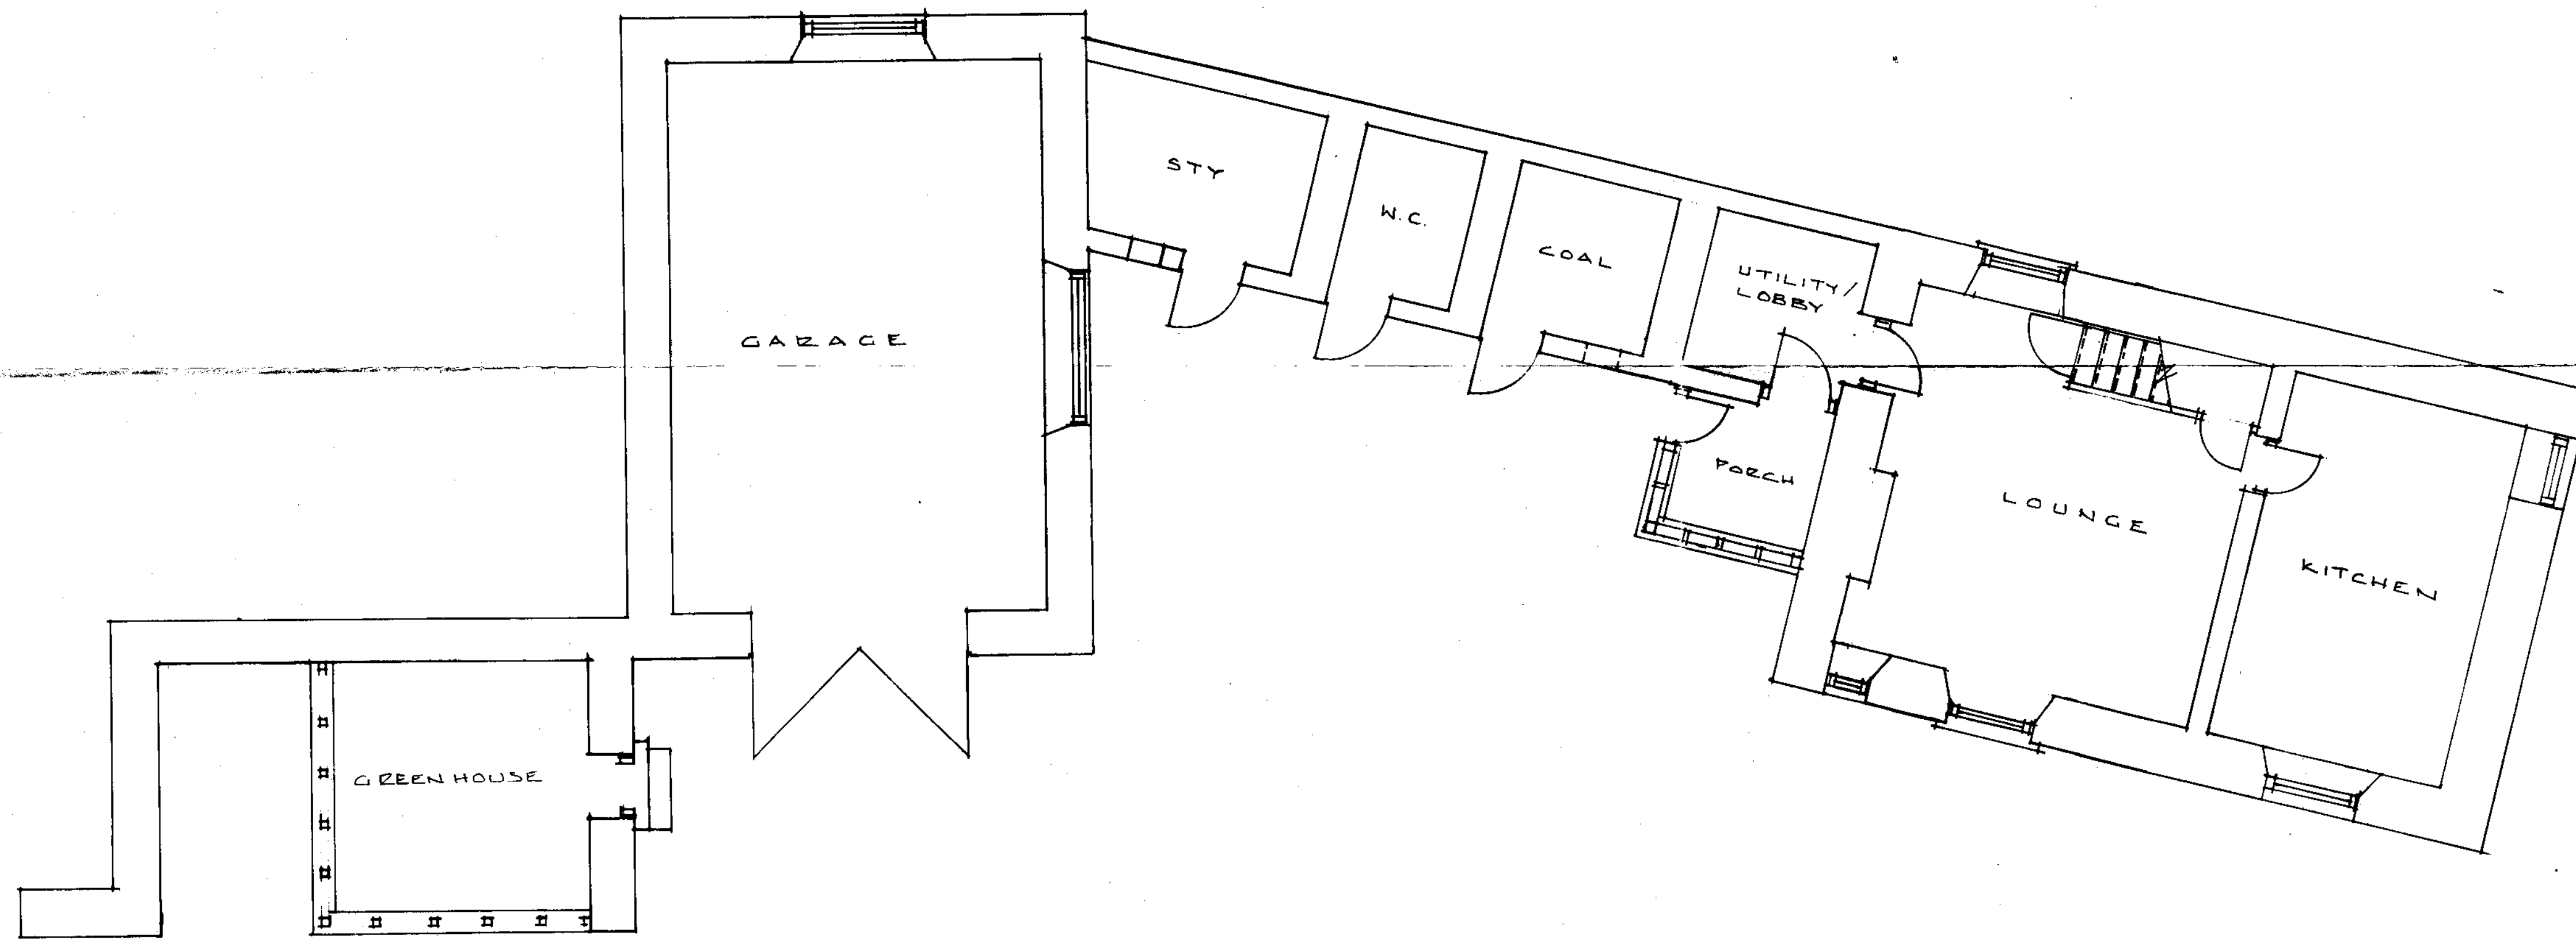 STY
W.C.
COAL
UTILITY/
LOBBY
GARAGE
PORCH
LOUNGE
KITCHEN
GREENHOUSE